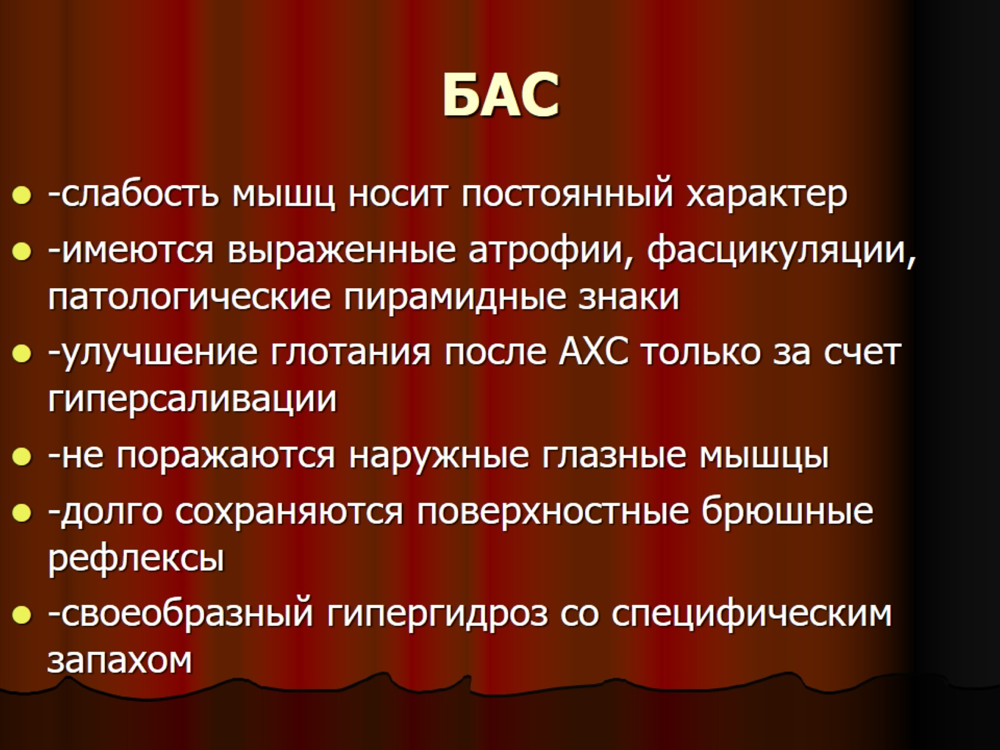 БАС
-слабость мышц носит постоянный характер
-имеются выраженные атрофии, фасцикуляции,
патологические пирамидные знаки
-улучшение глотания после АХС только за счет
гиперсаливации
-не поражаются наружные глазные мышцы
-долго сохраняются поверхностные брюшные
рефлексы
-своеобразный гипергидроз со специфическим
запахом